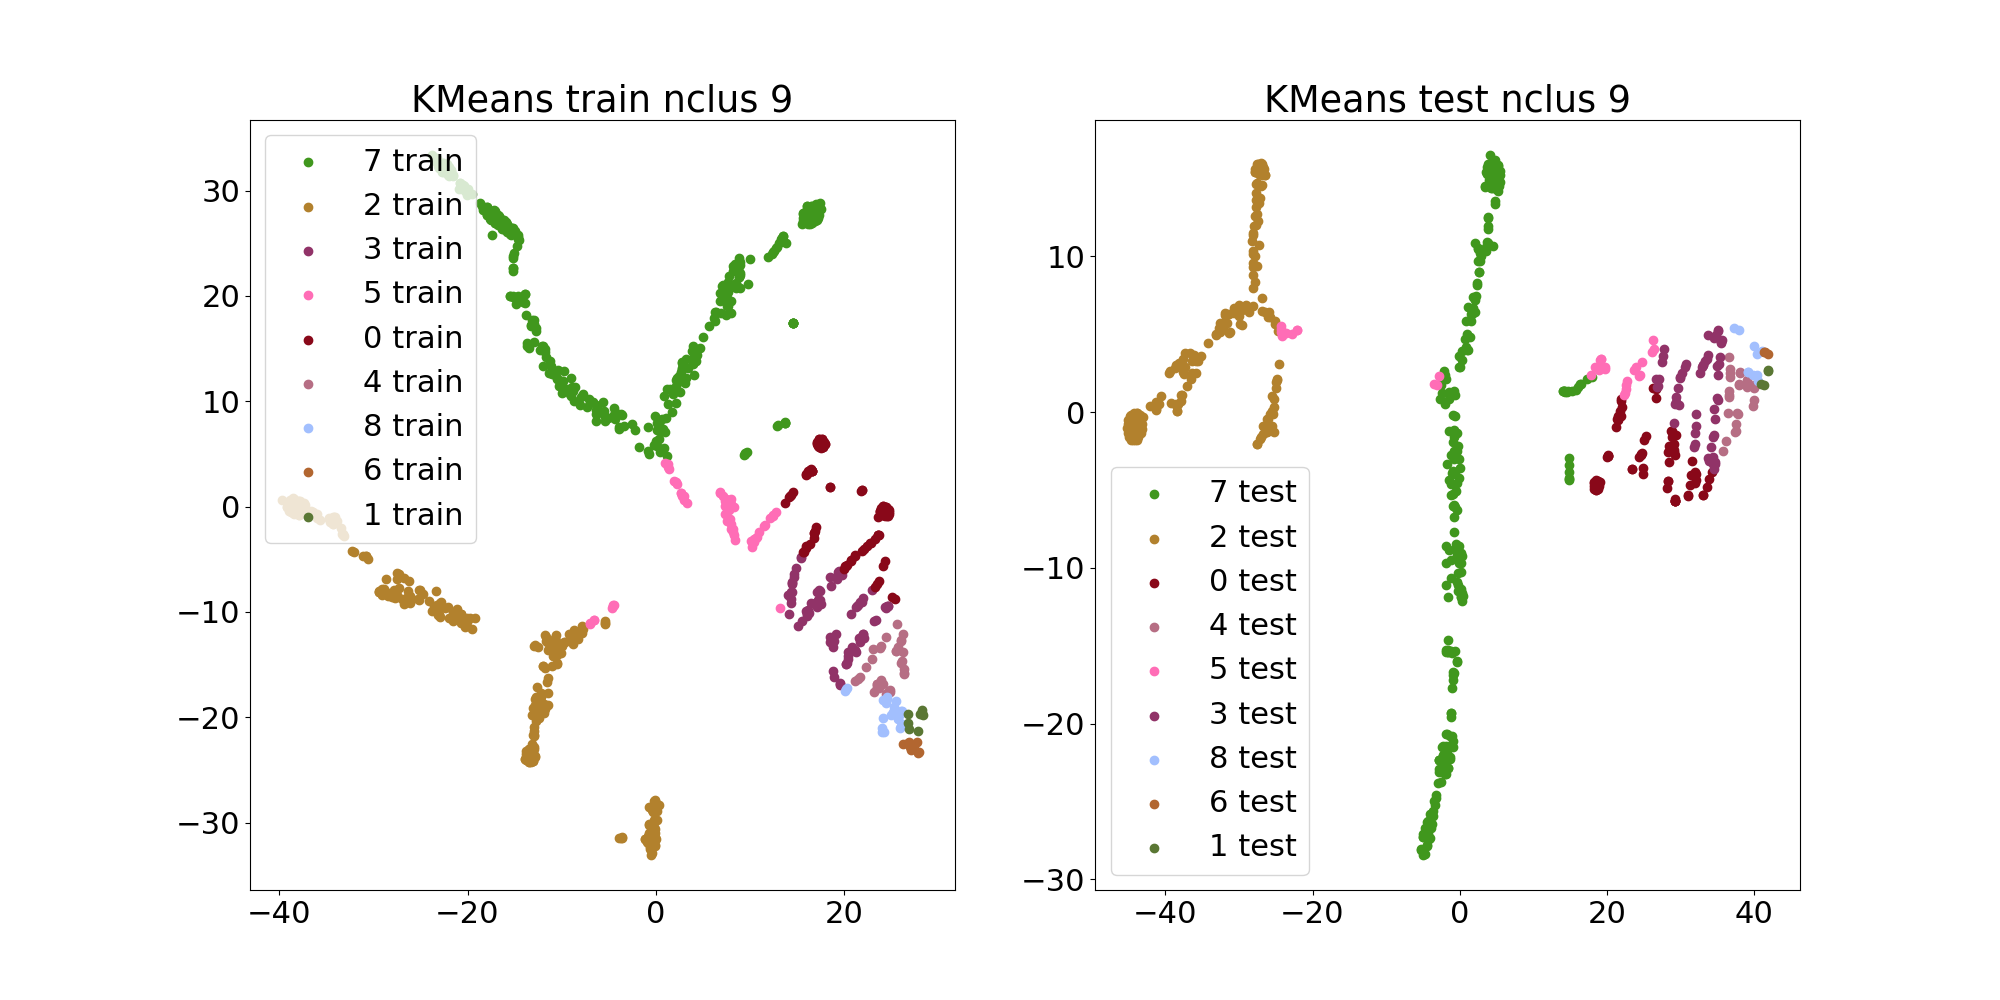 KMeans train nclus 9
30
20
10
0
−10
−20
−30
−40
−20
0
20
7 train
2 train
3 train
5 train
0 train
4 train
8 train
6 train
1 train
KMeans test nclus 9
10
0
−10
−20
−30
−40
−20
0
20
40
7 test
2 test
0 test
4 test
5 test
3 test
8 test
6 test
1 test